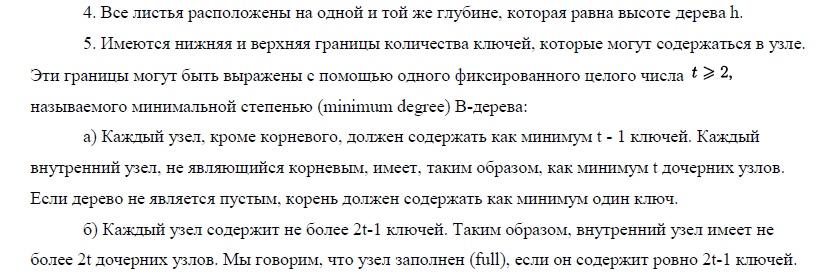 4. Все листья расположены на одной и той же глубине, которая равна высоте дерева h.
5. Имеются нижняя и верхняя границы количества ключей, которые могут содержаться в узле.
Эти границы могут быть выражены с помощью одного фиксированного целого числа t ⩾ 2,
называемого минимальной степенью (minimum degree) В-дерева:
а) Каждый узел, кроме корневого, должен содержать как минимум t - 1 ключей. Каждый
внутренний узел, не являющийся корневым, имеет, таким образом, как минимум t дочерних узлов.
Если дерево не является пустым, корень должен содержать как минимум один ключ.
б) Каждый узел содержит не более 2t-1 ключей. Таким образом, внутренний узел имеет не
более 2t дочерних узлов. Мы говорим, что узел заполнен (full), если он содержит ровно 2t-1 ключей.